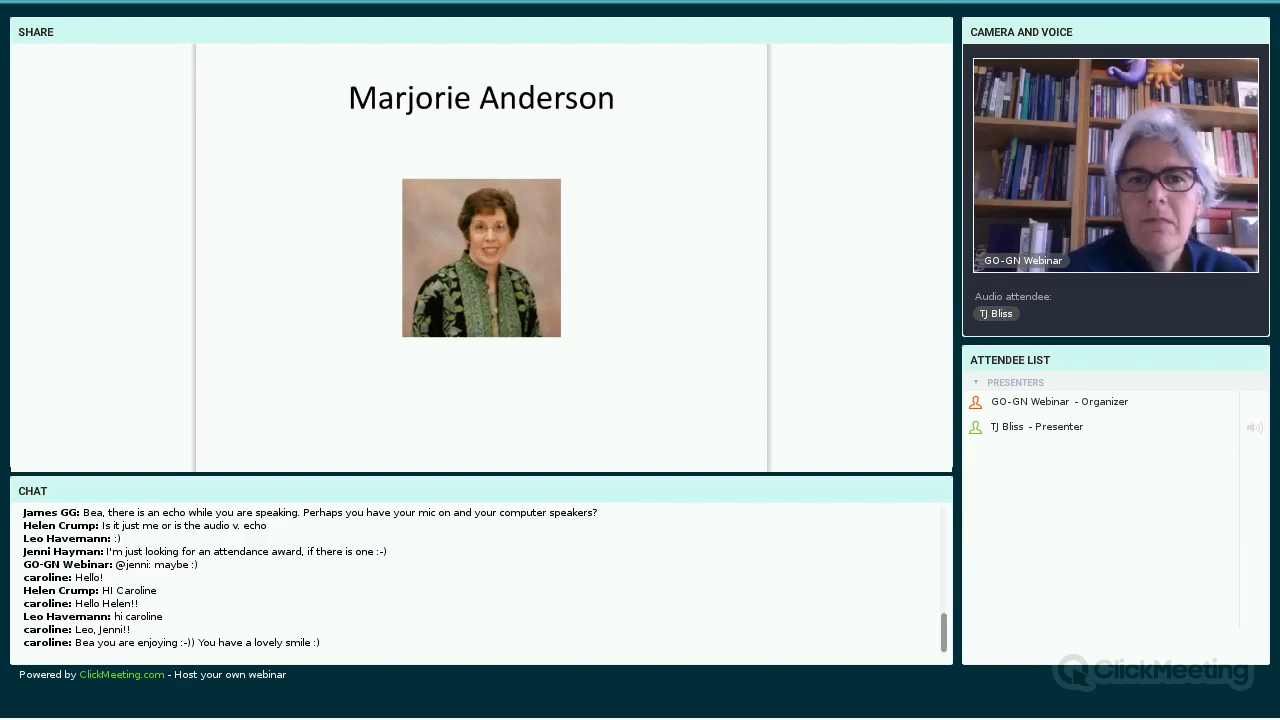 SHARE
Marjorie Anderson
CAMERA AND VOICE
GO-GN Webinar
Audio attendee:
TJ Bliss
ATTENDEE LIST
PRESENTERS
GO-GN Webinar - Organizer
TJ Bliss - Presenter
CHAT
James GG: Bea, there is an echo while you are speaking. Perhaps you have your mic on and your computer speakers?
Helen Crump: Is it just me or is the audio v. echo
Leo Havemann: :)
Jenni Hayman: I'm just looking for an attendance award, if there is one :-)
GO-GN Webinar: @jenni: maybe :)
caroline: Hello!
Helen Crump: HI Caroline
caroline: Hello Helen!!
Leo Havemann: hi caroline
caroline: Leo, Jenni!!
caroline: Bea you are enjoying :-)) You have a lovely smile :)
Powered by ClickMeeting.com - Host your own webinar
ClickMeeting